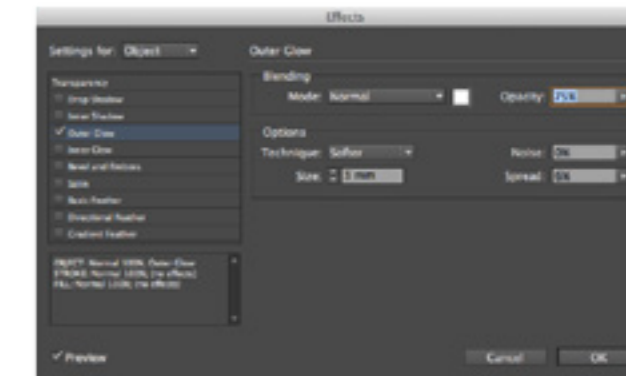 Effects
Settings for: Object
Transparency
Drop Shadow
Inner Shadow
Outer Glow
Inner Glow
Bevel and Emboss
Satin
Basic Feather
Directional Feather
Gradient Feather
OBJECT: Normal 100%; Outer Glow
STROKE: Normal 100%; (no effects)
FILL: Normal 100%; (no effects)
Preview
Outer Glow
Blending
Mode: Normal
Opacity: 75%
Options
Technique: Softer
Noise: 0%
Size: mm
Spread:
Cancel
OK